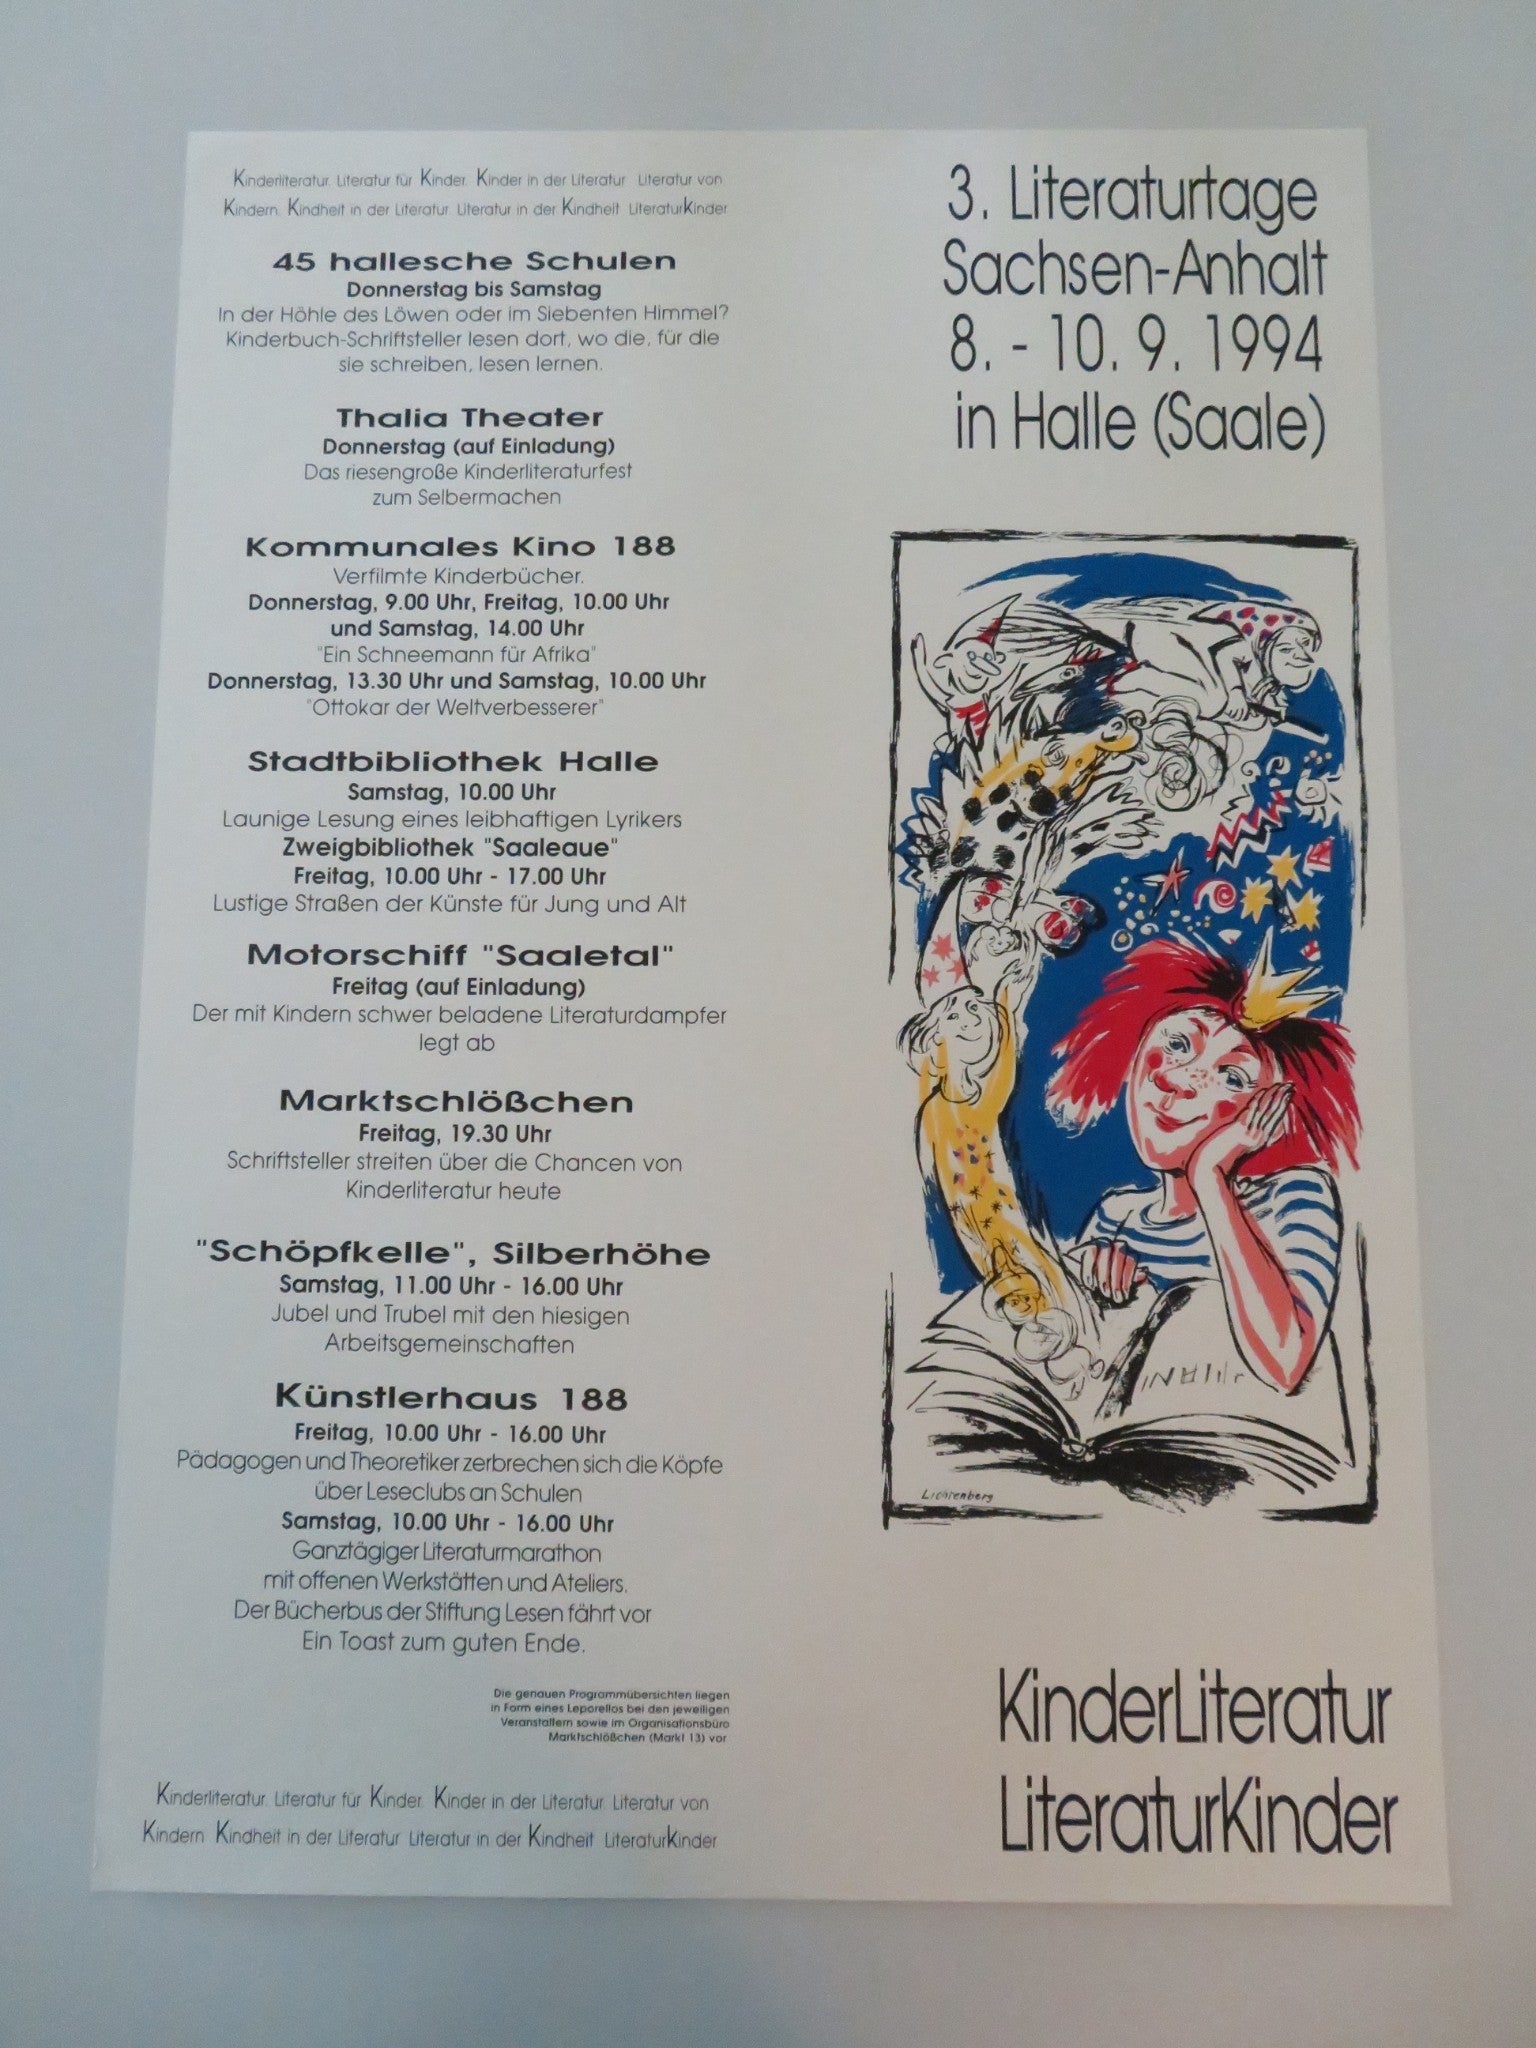 Kinderliteratur. Literatur für Kinder. Kinder in der Literatur Literatur von
Kindern. Kindheit in der Literatur. Literatur in der Kindheit LiteraturKinder
45 hallesche Schulen
Donnerstag bis Samstag
In der Höhle des Löwen oder im Siebenten Himmel?
Kinderbuch-Schriftsteller lesen dort, wo die, für die
sie schreiben, lesen lernen.
Thalia Theater
Donnerstag (auf Einladung)
Das riesengroße Kinderliteraturfest
zum Selbermachen
Kommunales Kino 188
Verfilmte Kinderbücher.
Donnerstag, 9.00 Uhr, Freitag, 10.00 Uhr
und Samstag, 14.00 Uhr
"Ein Schneemann für Afrika"
Donnerstag, 13.30 Uhr und Samstag, 10.00 Uhr
"Ottokar der Weltverbesserer"
Stadtbibliothek Halle
Samstag, 10.00 Uhr
Launige Lesung eines leibhaftigen Lyrikers
Zweigbibliothek "Saaleaue"
Freitag, 10.00 Uhr - 17.00 Uhr
Lustige Straßen der Künste für Jung und Alt
Motorschiff "Saaletal"
Freitag (auf Einladung)
Der mit Kindern schwer beladene Literaturdampfer
legt ab
Marktschlößchen
Freitag, 19.30 Uhr
Schriftsteller streiten über die Chancen von
Kinderliteratur heute
"Schöpfkelle", Silberhöhe
Samstag, 11.00 Uhr - 16.00 Uhr
Jubel und Trubel mit den hiesigen
Arbeitsgemeinschaften
Künstlerhaus 188
Freitag, 10.00 Uhr - 16.00 Uhr
Pädagogen und Theoretiker zerbrechen sich die Köpfe
über Leseclubs an Schulen
Samstag, 10.00 Uhr - 16.00 Uhr
Ganztägiger Literaturmarathon
mit offenen Werkstätten und Ateliers.
Der Bücherbus der Stiftung Lesen fährt vor
Ein Toast zum guten Ende.
Die genauen Programmübersichten liegen
in Form eines Leporellos bei den jeweiligen
Veranstaltern sowie im Organisationsbüro
Marktschlößchen (Markt 13) vor
Kinderliteratur. Literatur für Kinder. Kinder in der Literatur. Literatur von
Kindern Kindheit in der Literatur Literatur in der Kindheit LiteraturKinder
3. Literaturtage
Sachsen-Anhalt
8. - 10. 9. 1994
in Halle (Saale)
Lichtenberg
KinderLiteratur
LiteraturKinder